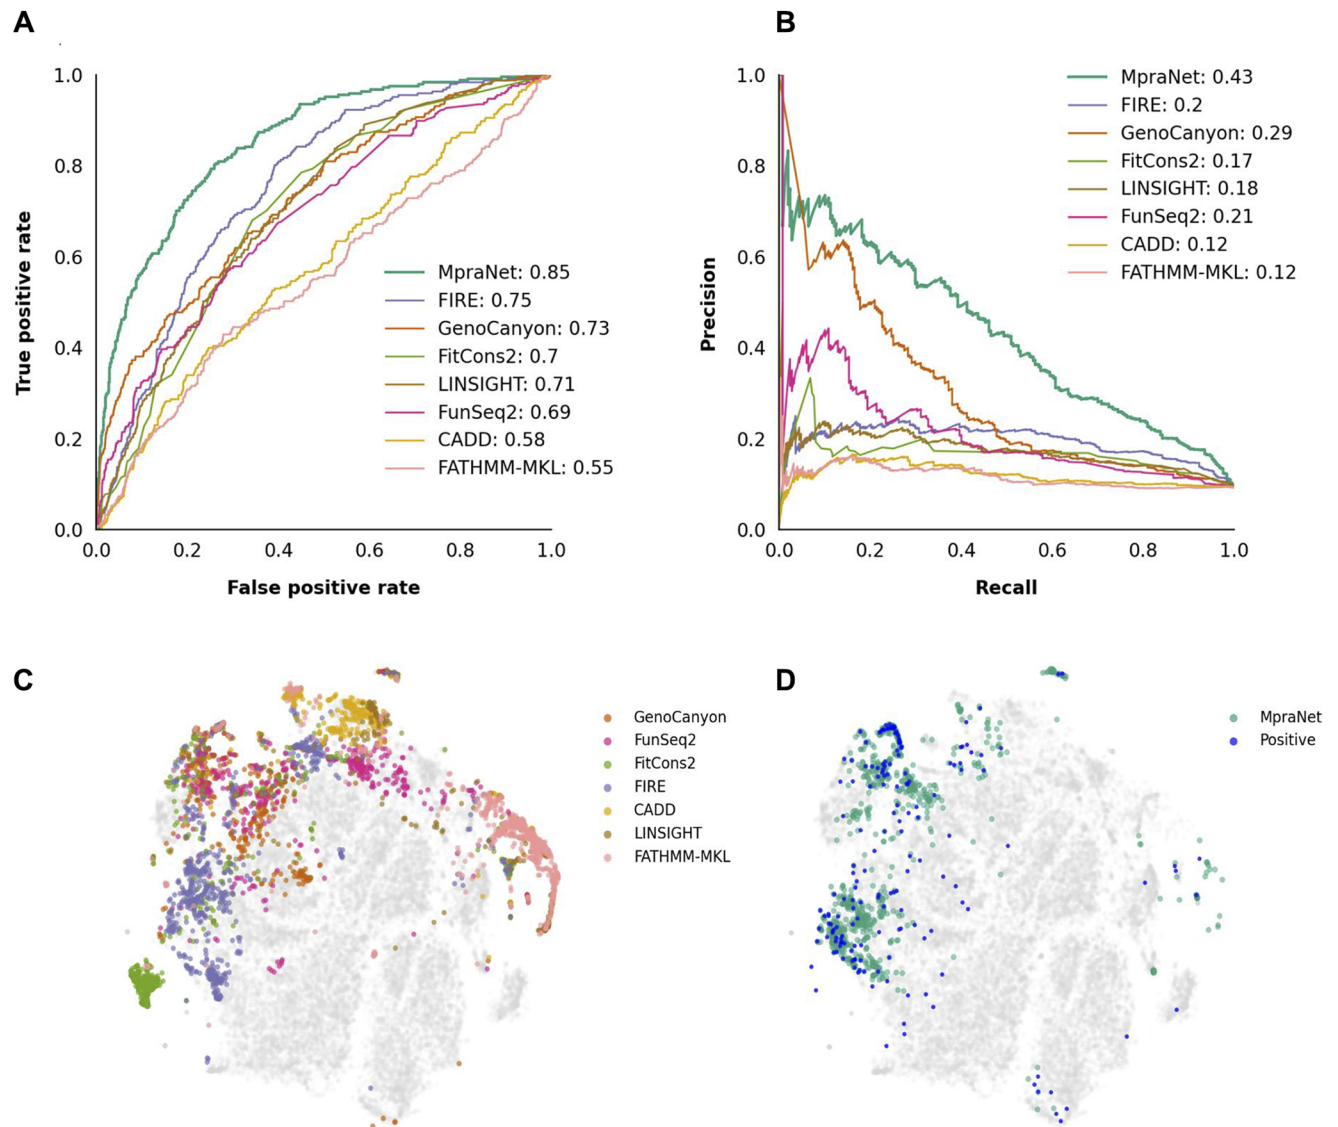 A
1.0
0.8
0.6
0.4
0.2
0.0
True positive rate
0.0 0.2 0.4 0.6 0.8 1.0
False positive rate
MpraNet: 0.85
FIRE: 0.75
GenoCanyon: 0.73
FitCons2: 0.7
LINSIGHT: 0.71
FunSeq2: 0.69
CADD: 0.58
FATHMM-MKL: 0.55
B
1.0
0.8
0.6
0.4
0.2
0.0
Precision
0.0 0.2 0.4 0.6 0.8 1.0
Recall
MpraNet: 0.43
FIRE: 0.2
GenoCanyon: 0.29
FitCons2: 0.17
LINSIGHT: 0.18
FunSeq2: 0.21
CADD: 0.12
FATHMM-MKL: 0.12
C
GenoCanyon
FunSeq2
FitCons2
FIRE
CADD
LINSIGHT
FATHMM-MKL
D
MpraNet
Positive